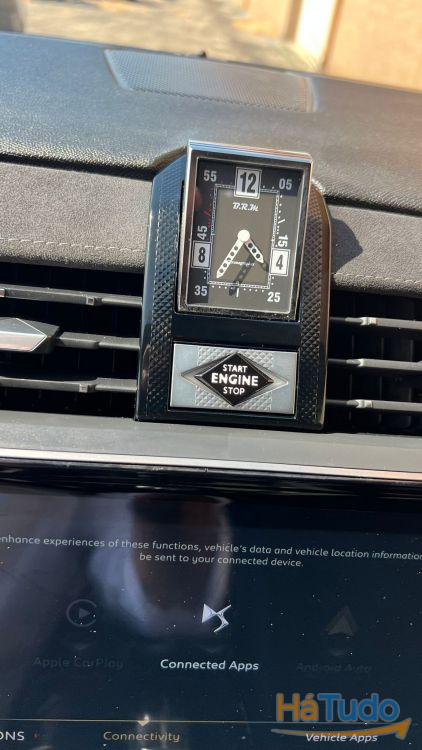 55 12 05
B.R.M
45 15
8 4
35 25
START
ENGINE
STOP
enhance experiences of these functions, vehicle's data and vehicle location information
be sent to your connected device.
Apple CarPlay Connected Apps Android Auto
ONS Connectivity Vehicle Apps
HáTudo